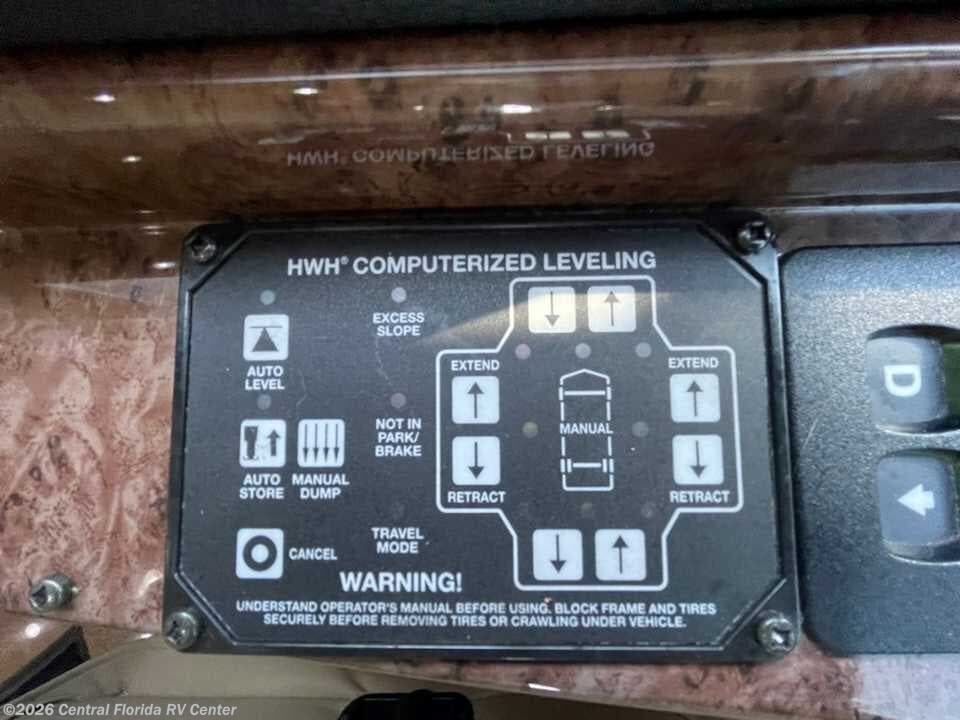 HWH® COMPUTERIZED LEVELING
HWH® COMPUTERIZED LEVELING
EXCESS
SLOPE
AUTO
LEVEL
NOT IN
PARK/
BRAKE
AUTO
STORE
MANUAL
DUMP
CANCEL
TRAVEL
MODE
EXTEND
RETRACT
MANUAL
EXTEND
RETRACT
D
WARNING!
UNDERSTAND OPERATOR'S MANUAL BEFORE USING. BLOCK FRAME AND TIRES
SECURELY BEFORE REMOVING TIRES OR CRAWLING UNDER VEHICLE.
©2026 Central Florida RV Center